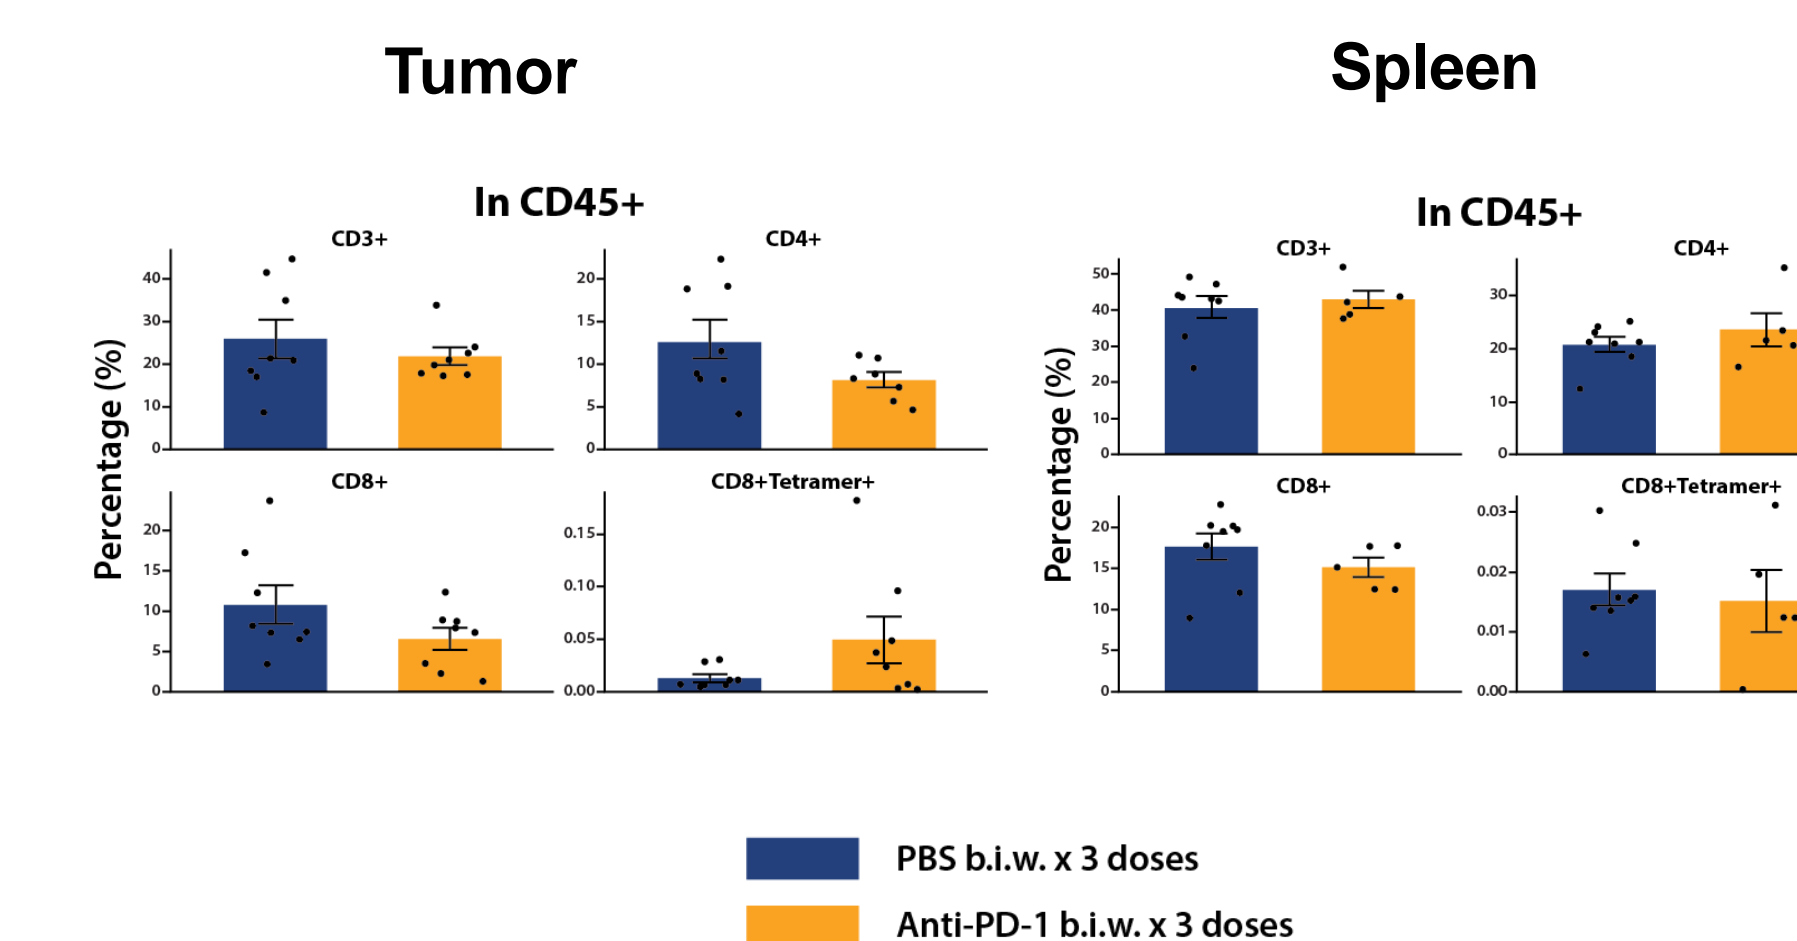 Tumor
Spleen
In CD45+
In CD45+
CD3+
CD4+
CD3+
CD4+
Percentage (%)
40
30
20
10
0
20
15
10
5
0
Percentage (%)
50
40
30
20
10
0
30
20
10
0
CD8+
CD8+Tetramer+
CD8+
CD8+Tetramer+
20
15
10
5
0
0.15
0.10
0.05
0.00
20
15
10
5
0
0.03
0.02
0.01
0.00
PBS b.i.w. x 3 doses
Anti-PD-1 b.i.w. x 3 doses